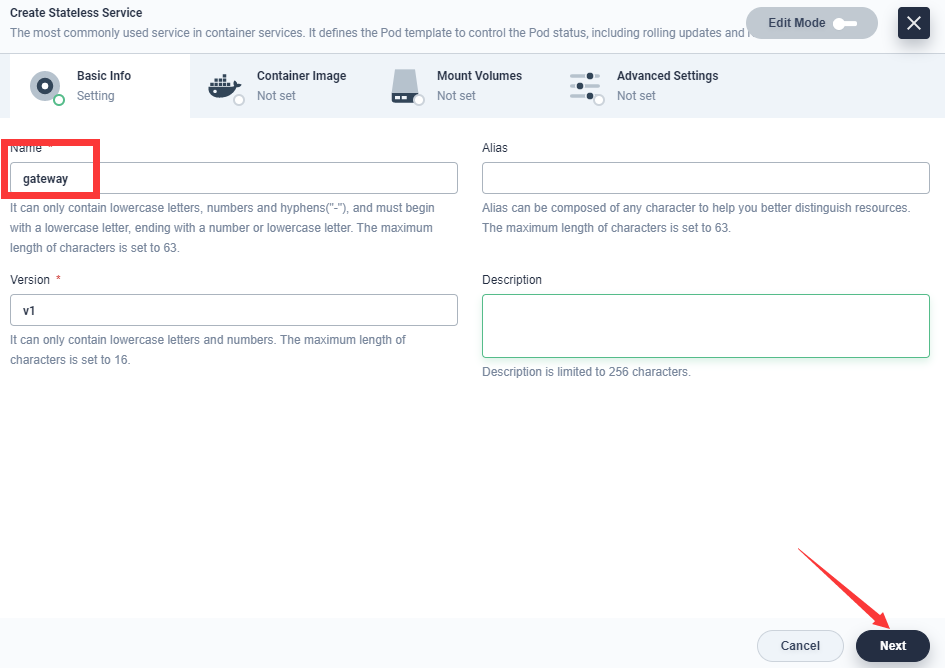 Create Stateless Service
The most commonly used service in container services. It defines the Pod template to control the Pod status, including rolling updates and
Edit Mode
Basic Info
Setting
Container Image
Not set
Mount Volumes
Not set
Advanced Settings
Not set
Name *
gateway
It can only contain lowercase letters, numbers and hyphens("-"), and must begin
with a lowercase letter, ending with a number or lowercase letter. The maximum
length of characters is set to 63.
Alias
Alias can be composed of any character to help you better distinguish resources.
The maximum length of characters is set to 63.
Version *
v1
It can only contain lowercase letters and numbers. The maximum length of
characters is set to 16.
Description
Description is limited to 256 characters.
Cancel
Next